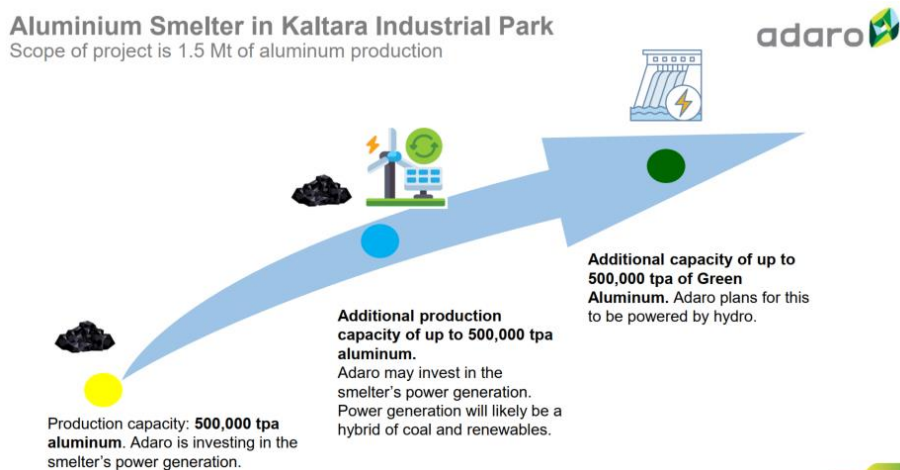 Aluminium Smelter in Kaltara Industrial Park
Scope of project is 1.5 Mt of aluminum production
adaro
Production capacity: 500,000 tpa
aluminum. Adaro is investing in the
smelter's power generation.
Additional production
capacity of up to 500,000 tpa
aluminum.
Adaro may invest in the
smelter's power generation.
Power generation will likely be a
hybrid of coal and renewables.
Additional capacity of up to
500,000 tpa of Green
Aluminum. Adaro plans for this
to be powered by hydro.